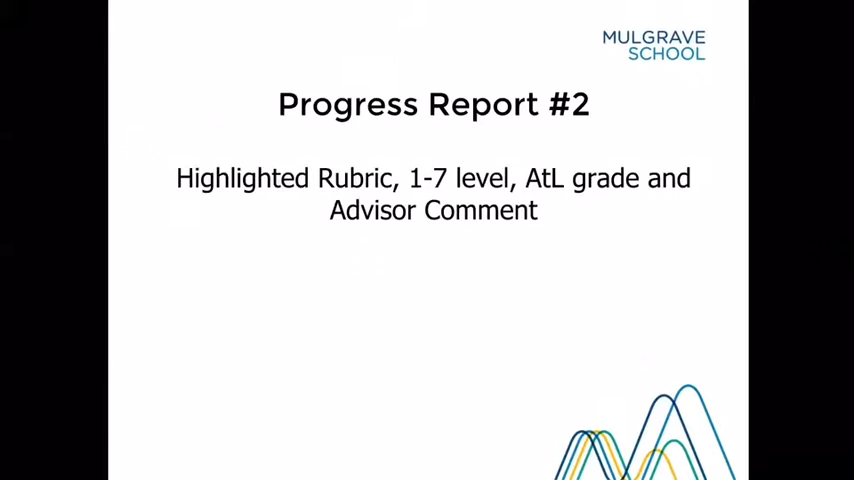 MULGRAVE
SCHOOL
Progress Report #2
Highlighted Rubric, 1-7 level, AtL grade and
Advisor Comment